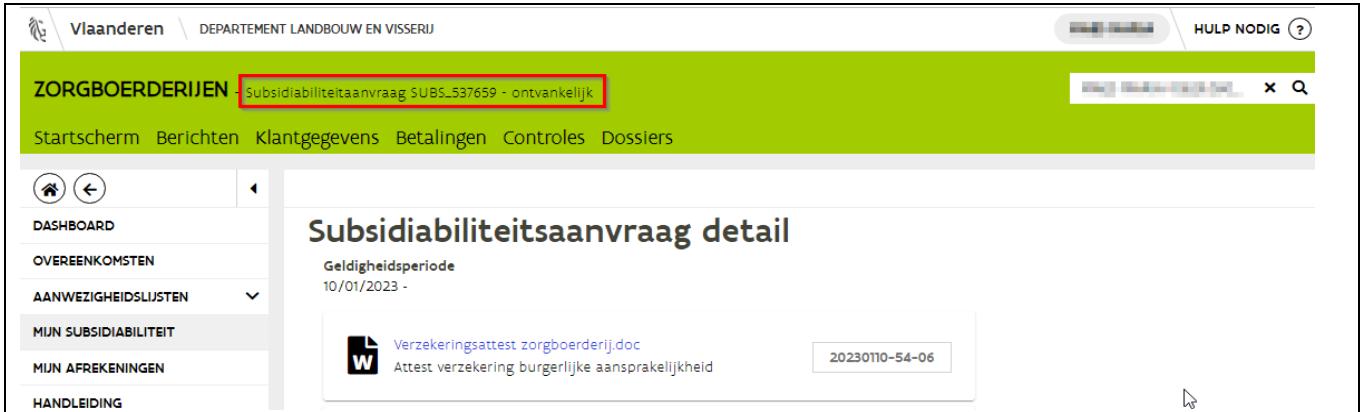 Vlaanderen DEPARTEMENT LANDBOUW EN VISSERIJ HULP NODIG ?
ZORGBOERDERIJEN - Subsidiabiliteitaanvraag SUBS_537659 - ontvankelijk
Startscherm Berichten Klantgegevens Betalingen Controles Dossiers
DASHBOARD
OVEREENKOMSTEN
AANWEZIGHEIDSLIJSTEN
MIJN SUBSIDIABILITEIT
MIJN AFREKENINGEN
HANDLEIDING
Subsidiabiliteitsaanvraag detail
Geldigheidsperiode
10/01/2023 -
W
Verzekeringsattest zorgboerderij.doc
Attest verzekering burgerlijke aansprakelijkheid
20230110-54-06